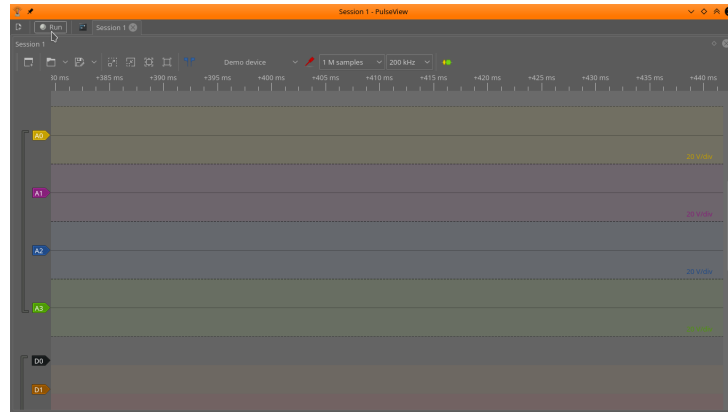 Session 1 - PulseView
Run
Session 1
Session 1
Demo device
1 M samples
200 kHz
+385 ms
+390 ms
+395 ms
+400 ms
+405 ms
+410 ms
+415 ms
+420 ms
+425 ms
+430 ms
+435 ms
+440 ms
A0
20 V/div
A1
20 V/div
A2
20 V/div
A3
D0
D1